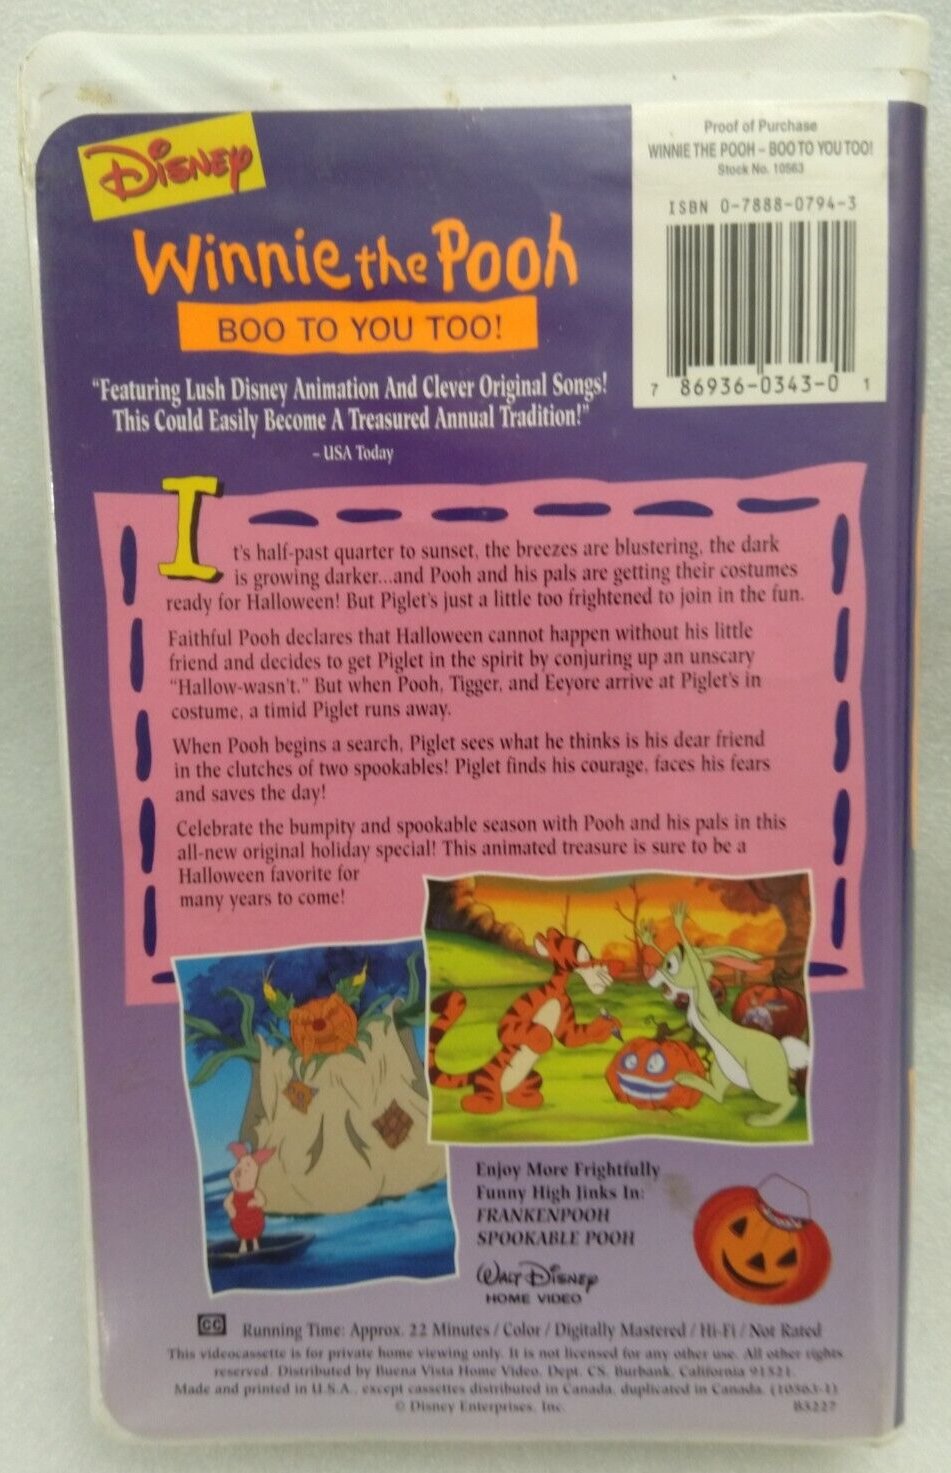 Disney
Winnie the Pooh
BOO TO YOU TOO!
Proof of Purchase
WINNIE THE POOH – BOO TO YOU TOO!
Stock No. 10563
ISBN 0-7888-0794-3
7 86936-0343-0 1
"Featuring Lush Disney Animation And Clever Original Songs!
This Could Easily Become A Treasured Annual Tradition!"
– USA Today
It's half-past quarter to sunset, the breezes are blustering, the dark
is growing darker...and Pooh and his pals are getting their costumes
ready for Halloween! But Piglet's just a little too frightened to join in the fun.
Faithful Pooh declares that Halloween cannot happen without his little
friend and decides to get Piglet in the spirit by conjuring up an unscary
"Hallow-wasn't." But when Pooh, Tigger, and Eeyore arrive at Piglet's in
costume, a timid Piglet runs away.
When Pooh begins a search, Piglet sees what he thinks is his dear friend
in the clutches of two spookables! Piglet finds his courage, faces his fears
and saves the day!
Celebrate the bumpity and spookable season with Pooh and his pals in this
all-new original holiday special! This animated treasure is sure to be a
Halloween favorite for
many years to come!
Enjoy More Frightfully
Funny High Jinks In:
FRANKENPOOH
SPOOKABLE POOH
Walt Disney
HOME VIDEO
CC Running Time: Approx. 22 Minutes / Color / Digitally Mastered / Hi-Fi / Not Rated
This videocassette is for private home viewing only. It is not licensed for any other use. All other rights
reserved. Distributed by Buena Vista Home Video, Dept. CS, Burbank, California 91521.
Made and printed in U.S.A., except cassettes distributed in Canada, duplicated in Canada. (10563-1)
© Disney Enterprises, Inc. B5227